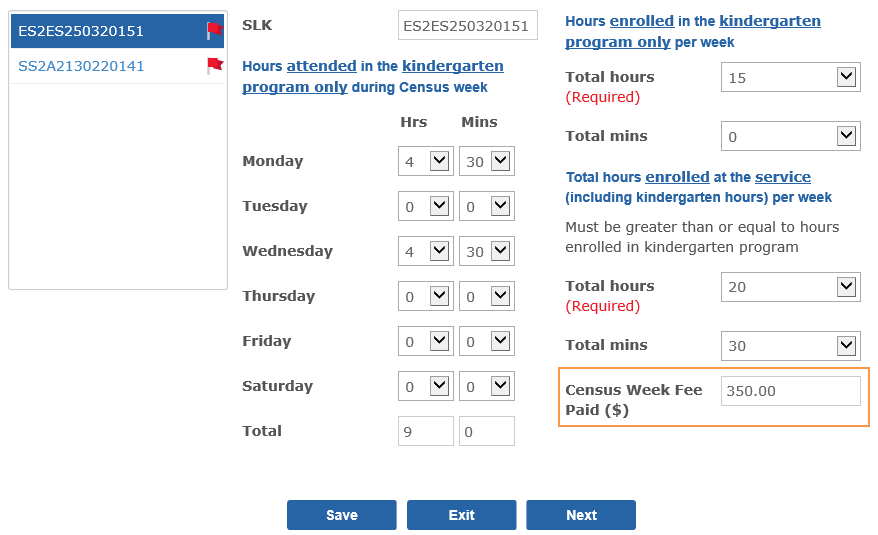 ES2ES250320151
SS2A2130220141
SLK ES2ES250320151
Hours attended in the kindergarten
program only during Census week
Hrs Mins
Monday 4 30
Tuesday 0 0
Wednesday 4 30
Thursday 0 0
Friday 0 0
Saturday 0 0
Total 9 0
Hours enrolled in the kindergarten
program only per week
Total hours 15
(Required)
Total mins 0
Total hours enrolled at the service
(including kindergarten hours) per week
Must be greater than or equal to hours
enrolled in kindergarten program
Total hours 20
(Required)
Total mins 30
Census Week Fee 350.00
Paid ($)
Save Exit Next